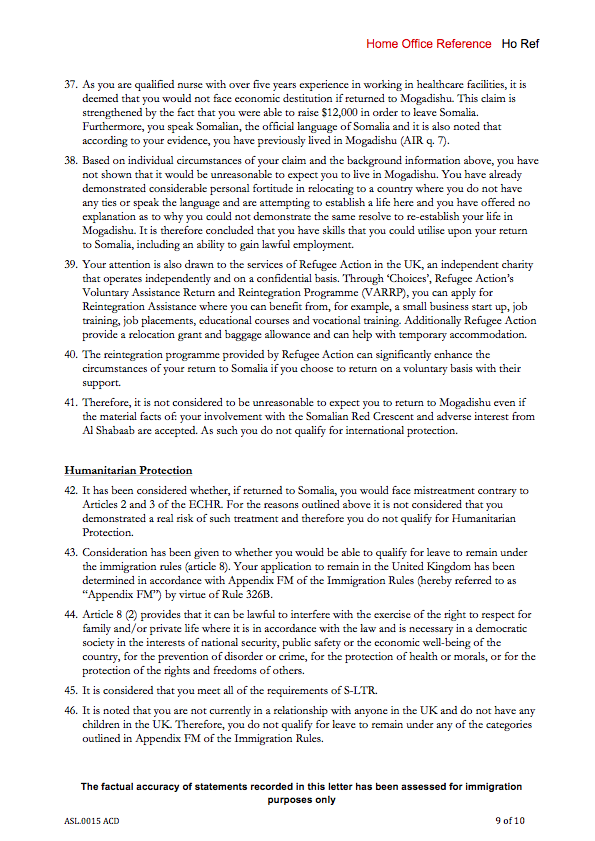 Home Office Reference Ho Ref
37. As you are qualified nurse with over five years experience in working in healthcare facilities, it is
deemed that you would not face economic destitution if returned to Mogadishu. This claim is
strengthened by the fact that you were able to raise $12,000 in order to leave Somalia.
Furthermore, you speak Somalian, the official language of Somalia and it is also noted that
according to your evidence, you have previously lived in Mogadishu (AIR q. 7).
38. Based on individual circumstances of your claim and the background information above, you have
not shown that it would be unreasonable to expect you to live in Mogadishu. You have already
demonstrated considerable personal fortitude in relocating to a country where you do not have
any ties or speak the language and are attempting to establish a life here and you have offered no
explanation as to why you could not demonstrate the same resolve to re-establish your life in
Mogadishu. It is therefore concluded that you have skills that you could utilise upon your return
to Somalia, including an ability to gain lawful employment.
39. Your attention is also drawn to the services of Refugee Action in the UK, an independent charity
that operates independently and on a confidential basis. Through ‘Choices’, Refugee Action’s
Voluntary Assistance Return and Reintegration Programme (VARRP), you can apply for
Reintegration Assistance where you can benefit from, for example, a small business start up, job
training, job placements, educational courses and vocational training. Additionally Refugee Action
provide a relocation grant and baggage allowance and can help with temporary accommodation.
40. The reintegration programme provided by Refugee Action can significantly enhance the
circumstances of your return to Somalia if you choose to return on a voluntary basis with their
support.
41. Therefore, it is not considered to be unreasonable to expect you to return to Mogadishu even if
the material facts of: your involvement with the Somalian Red Crescent and adverse interest from
Al Shabaab are accepted. As such you do not qualify for international protection.
Humanitarian Protection
42. It has been considered whether, if returned to Somalia, you would face mistreatment contrary to
Articles 2 and 3 of the ECHR. For the reasons outlined above it is not considered that you
demonstrated a real risk of such treatment and therefore you do not qualify for Humanitarian
Protection.
43. Consideration has been given to whether you would be able to qualify for leave to remain under
the immigration rules (article 8). Your application to remain in the United Kingdom has been
determined in accordance with Appendix FM of the Immigration Rules (hereby referred to as
“Appendix FM”) by virtue of Rule 326B.
44. Article 8 (2) provides that it can be lawful to interfere with the exercise of the right to respect for
family and/or private life where it is in accordance with the law and is necessary in a democratic
society in the interests of national security, public safety or the economic well-being of the
country, for the prevention of disorder or crime, for the protection of health or morals, or for the
protection of the rights and freedoms of others.
45. It is considered that you meet all of the requirements of S-LTR.
46. It is noted that you are not currently in a relationship with anyone in the UK and do not have any
children in the UK. Therefore, you do not qualify for leave to remain under any of the categories
outlined in Appendix FM of the Immigration Rules.
The factual accuracy of statements recorded in this letter has been assessed for immigration
purposes only
ASL.0015 ACD 9 of 10